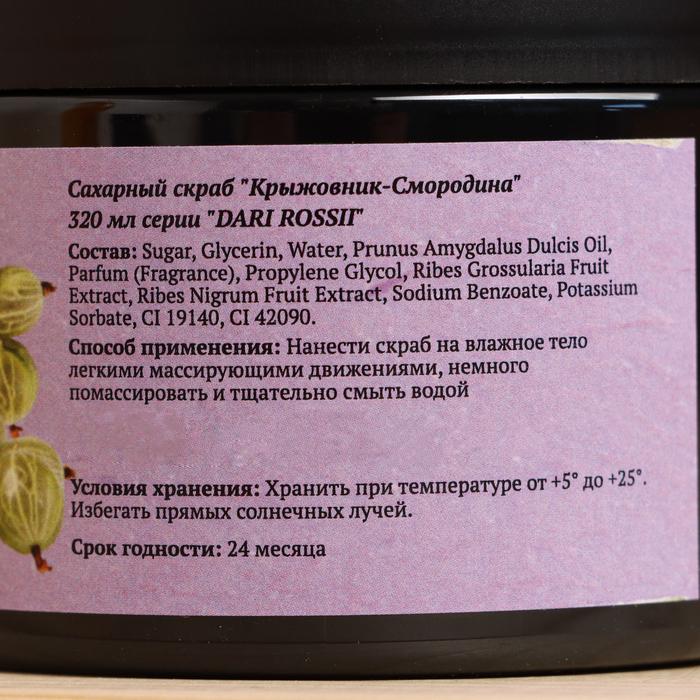 Сахарный скраб "Крыжовник-Смородина"
320 мл серии "DARI ROSSII"
Состав: Sugar, Glycerin, Water, Prunus Amygdalus Dulcis Oil,
Parfum (Fragrance), Propylene Glycol, Ribes Grossularia Fruit
Extract, Ribes Nigrum Fruit Extract, Sodium Benzoate, Potassium
Sorbate, CI 19140, CI 42090.
Способ применения: Нанести скраб на влажное тело
легкими массирующими движениями, немного
помассировать и тщательно смыть водой
Условия хранения: Хранить при температуре от +5° до +25°.
Избегать прямых солнечных лучей.
Срок годности: 24 месяца